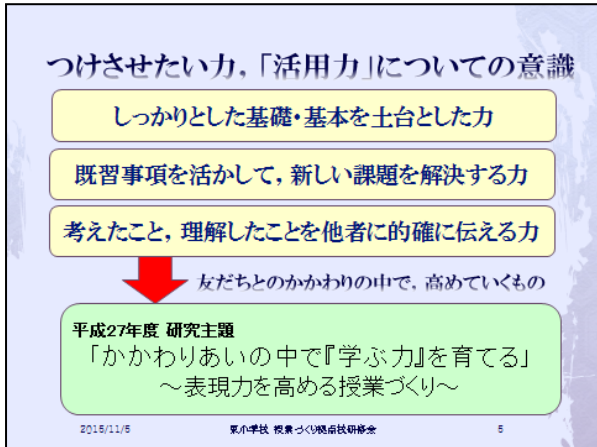 つけさせたい力，「活用力」についての意識
しっかりとした基礎・基本を土台とした力
既習事項を活かして，新しい課題を解決する力
考えたこと，理解したことを他者に的確に伝える力
友だちとのかかわりの中で，高めていくもの
平成27年度 研究主題
「かかわりあいの中で『学ぶ力』を育てる」
～表現力を高める授業づくり～
2015/11/5
東小学校 授業づくり拠点校研修会
5